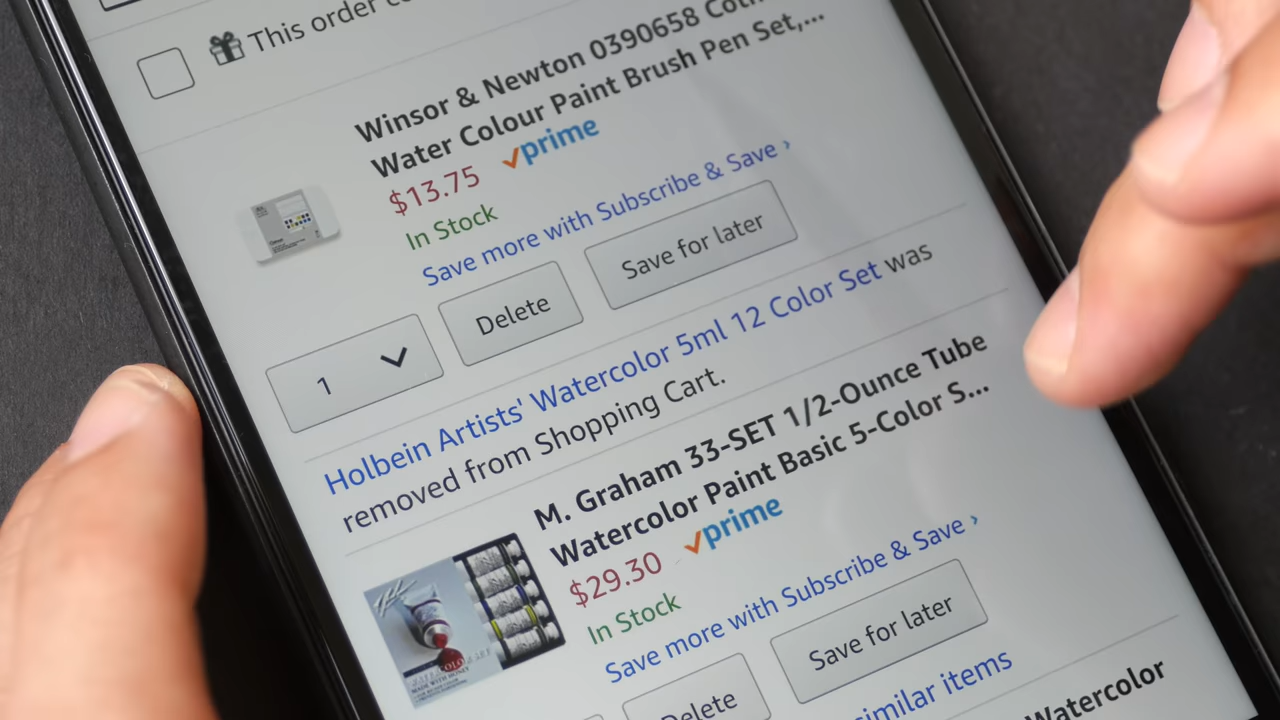 This order
Winsor & Newton 0390658
Water Colour Paint Brush Pen Set,...
$13.75 prime
In Stock
Save more with Subscribe & Save ›
1 Delete Save for later
Holbein Artists' Watercolor 5ml 12 Color Set was
removed from Shopping Cart.
M. Graham 33-SET 1/2-Ounce Tube
Watercolor Paint Basic 5-Color S...
$29.30 prime
In Stock
Save more with Subscribe & Save ›
Delete Save for later
similar items
Watercolor